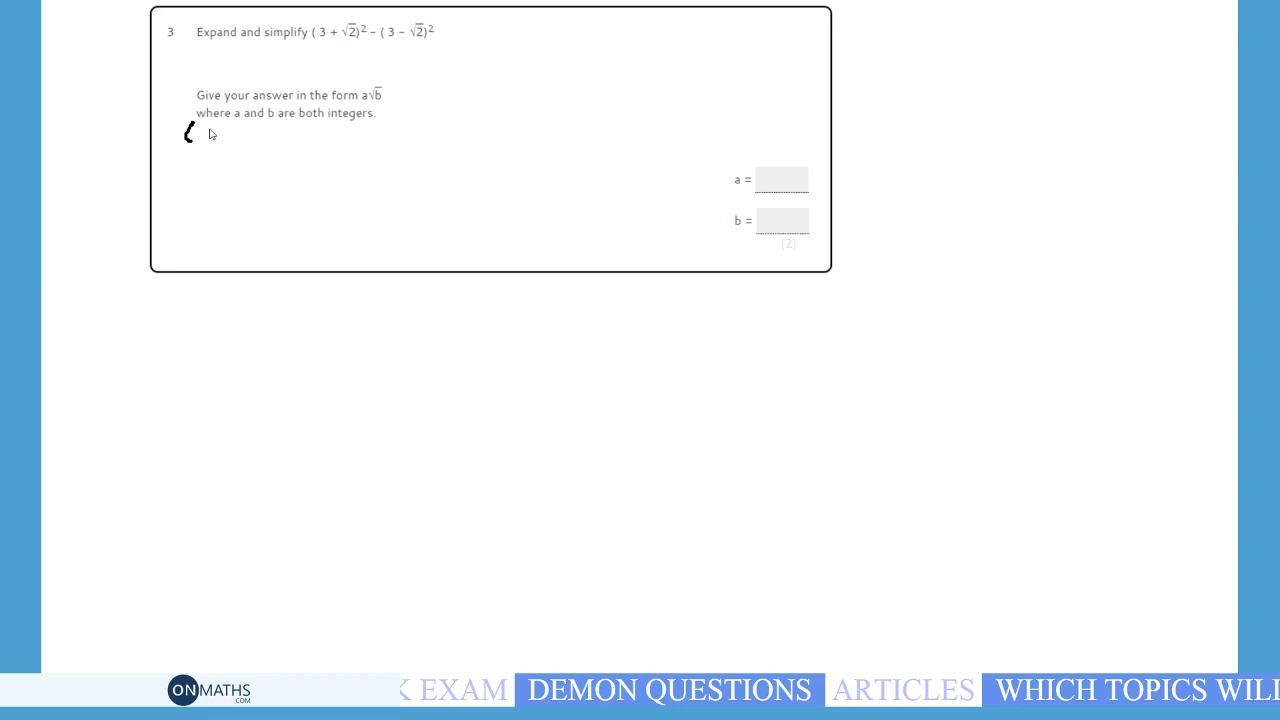 3 Expand and simplify ( 3 + √2)² - ( 3 - √2)²
Give your answer in the form a√b
where a and b are both integers.
(
a =
b =
(2)
ONMATHS
.COM
K EXAM DEMON QUESTIONS ARTICLES WHICH TOPICS WILL